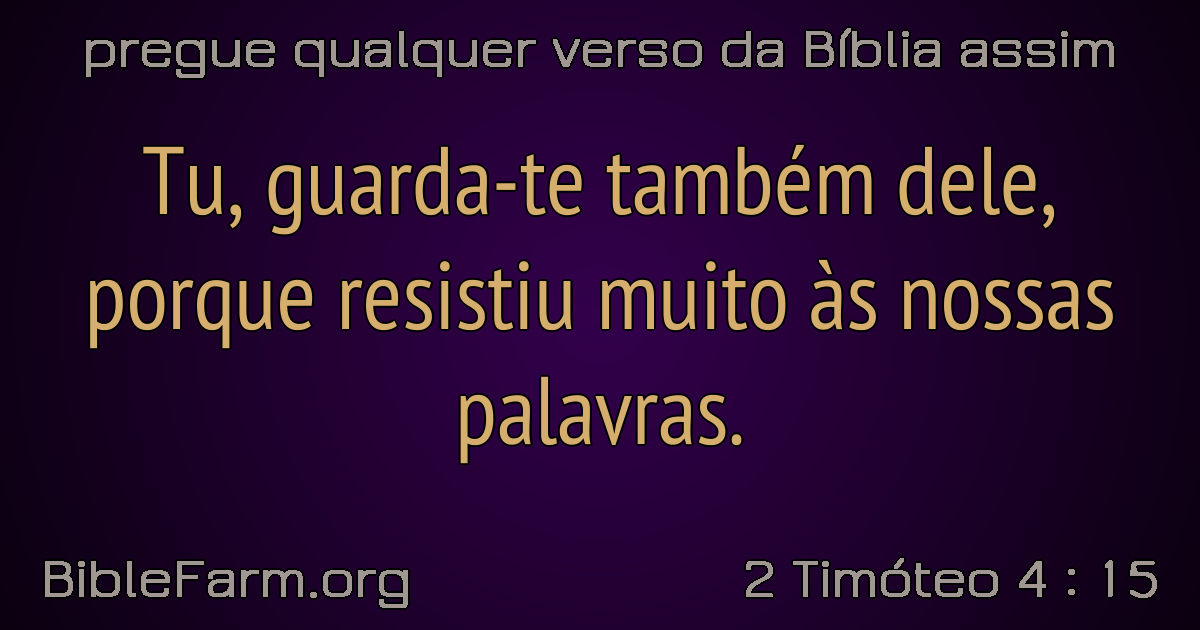 pregue qualquer verso da Bíblia assim
Tu, guarda-te também dele,
porque resistiu muito às nossas
palavras.
BibleFarm.org
2 Timóteo 4 : 15